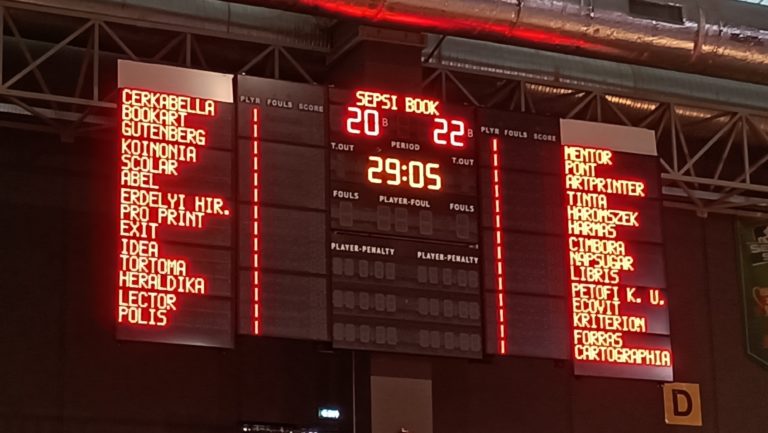 CERKABELLA
BOOKART
GUTENBERG
KOINONIA
SCOLAR
ABEL
ERDELYI HIR.
PRO PRINT
EXIT
IDEA
TORTOMA
HERALDIKA
LECTOR
POLIS
PLYR FOULS SCORE
SEPSI BOOK
20 B 22 B
PERIOD
T.OUT T.OUT
29:05
FOULS PLAYER-FOUL FOULS
PLAYER-PENALTY PLAYER-PENALTY
PLYR FOULS SCORE
MENTOR
PONT
ARTPRINTER
TINTA
HAROMSZEK
HARMAS
CIMBORA
NAPSUGAR
LIBRIS
PETOFI K. U.
ECOVIT
KRITERION
FORRAS
CARTOGRAPHIA
D